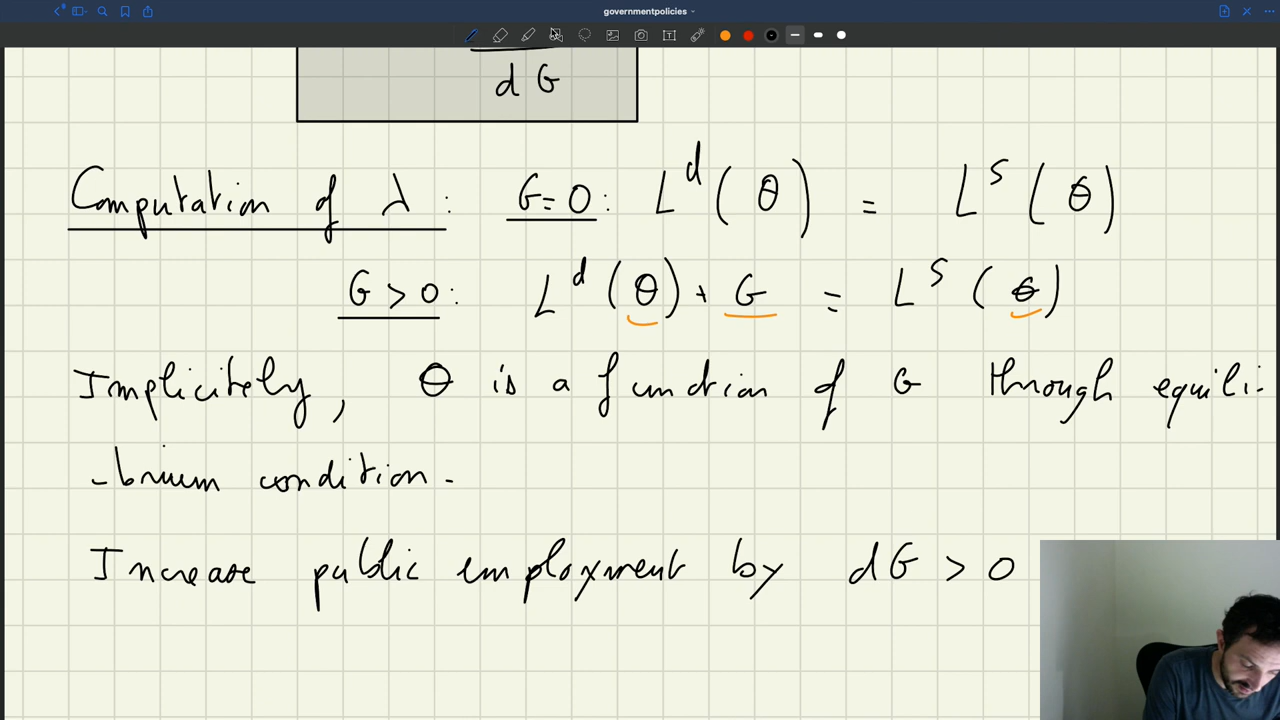 governmentpolicies
d G
Computation of λ : G=0 : L^d ( θ ) = L^s ( θ )
G > 0 : L^d ( θ ) + G = L^s ( θ )
Implicitely, θ is a function of G through equili-
-brium condition.
Increase public employment by dG > 0